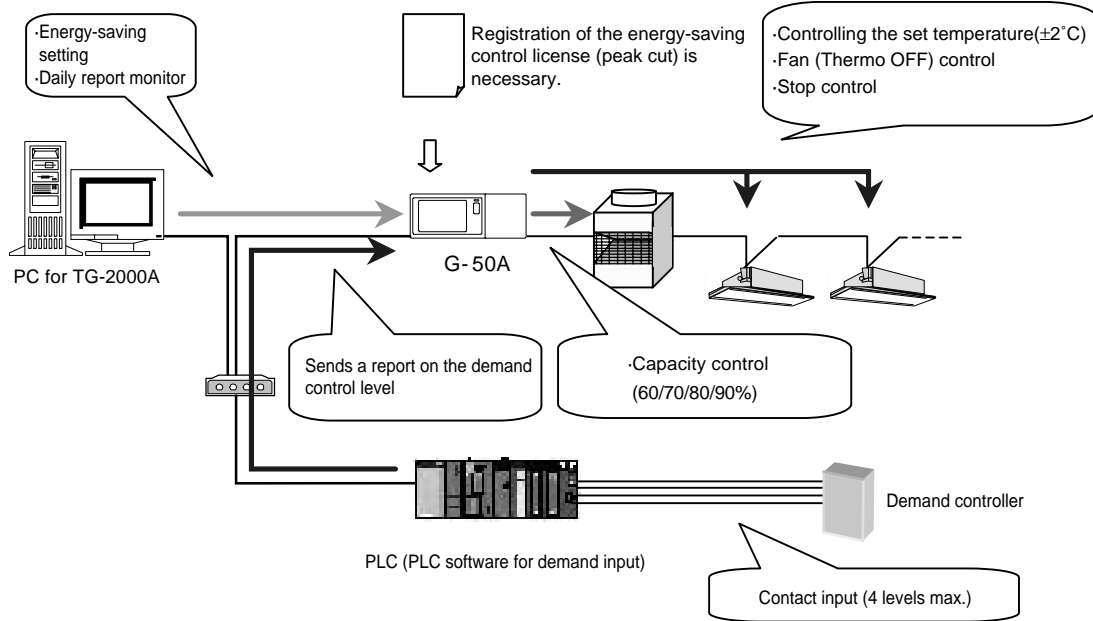 ·Energy-saving
setting
·Daily report monitor
Registration of the energy-saving
control license (peak cut) is
necessary.
·Controlling the set temperature(±2˚C)
·Fan (Thermo OFF) control
·Stop control
PC for TG-2000A
G-50A
Sends a report on the demand
control level
·Capacity control
(60/70/80/90%)
Demand controller
PLC (PLC software for demand input)
Contact input (4 levels max.)